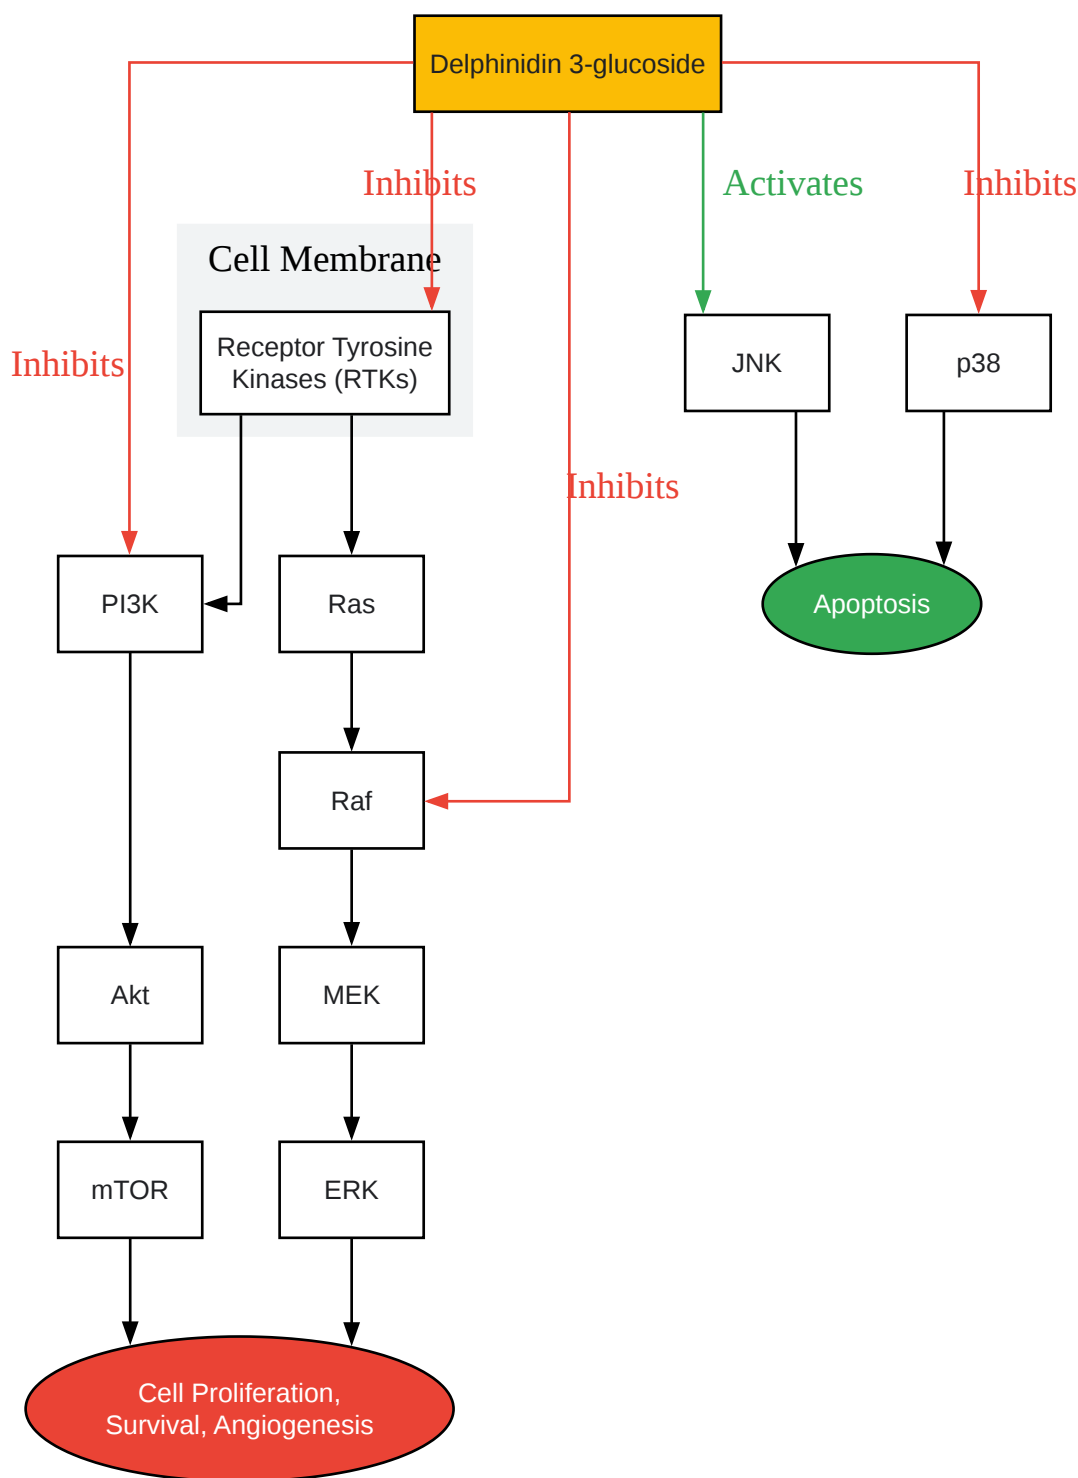 Delphinidin 3-glucoside
Inhibits
Activates
Inhibits
Cell Membrane
Receptor Tyrosine
Kinases (RTKs)
Inhibits
JNK
p38
Inhibits
PI3K
Ras
Apoptosis
Raf
Akt
MEK
mTOR
ERK
Cell Proliferation,
Survival, Angiogenesis